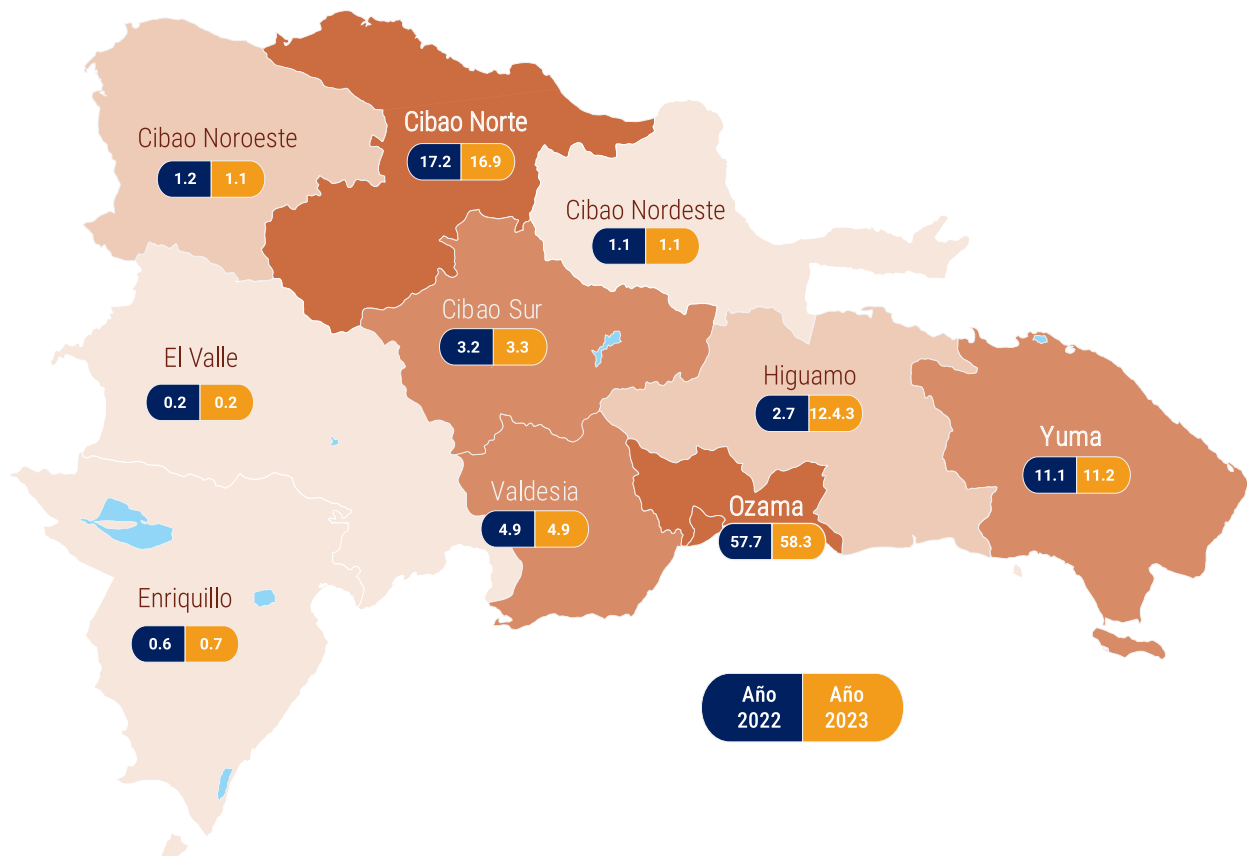 Cibao Noroeste
1.2 1.1
Cibao Norte
17.2 16.9
Cibao Nordeste
1.1 1.1
Cibao Sur
3.2 3.3
El Valle
0.2 0.2
Higuamo
2.7 12.4.3
Yuma
11.1 11.2
Valdesia
4.9 4.9
Ozama
57.7 58.3
Enriquillo
0.6 0.7
Año
2022
Año
2023